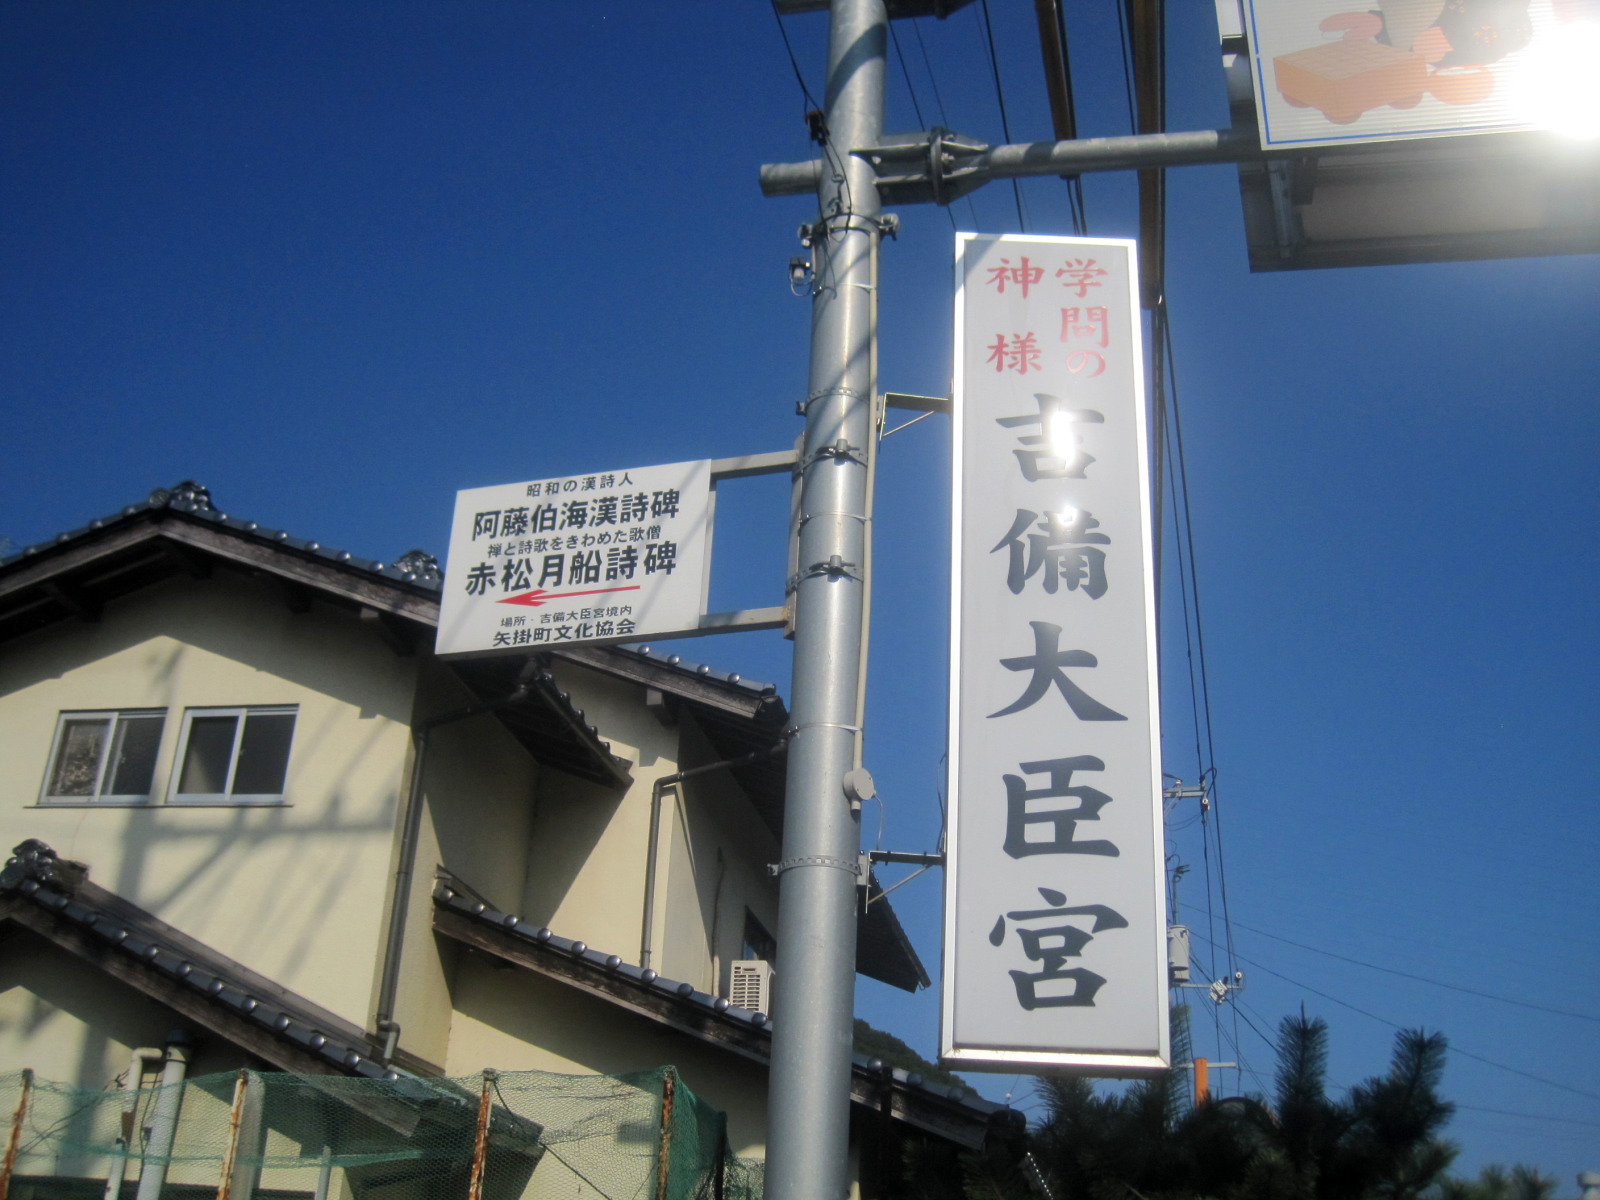 昭和の漢詩人
阿藤伯海漢詩碑
禅と詩歌をきわめた歌僧
赤松月船詩碑
場所・吉備大臣宮境内
矢掛町文化協会
学問の
神様
吉備大臣宮